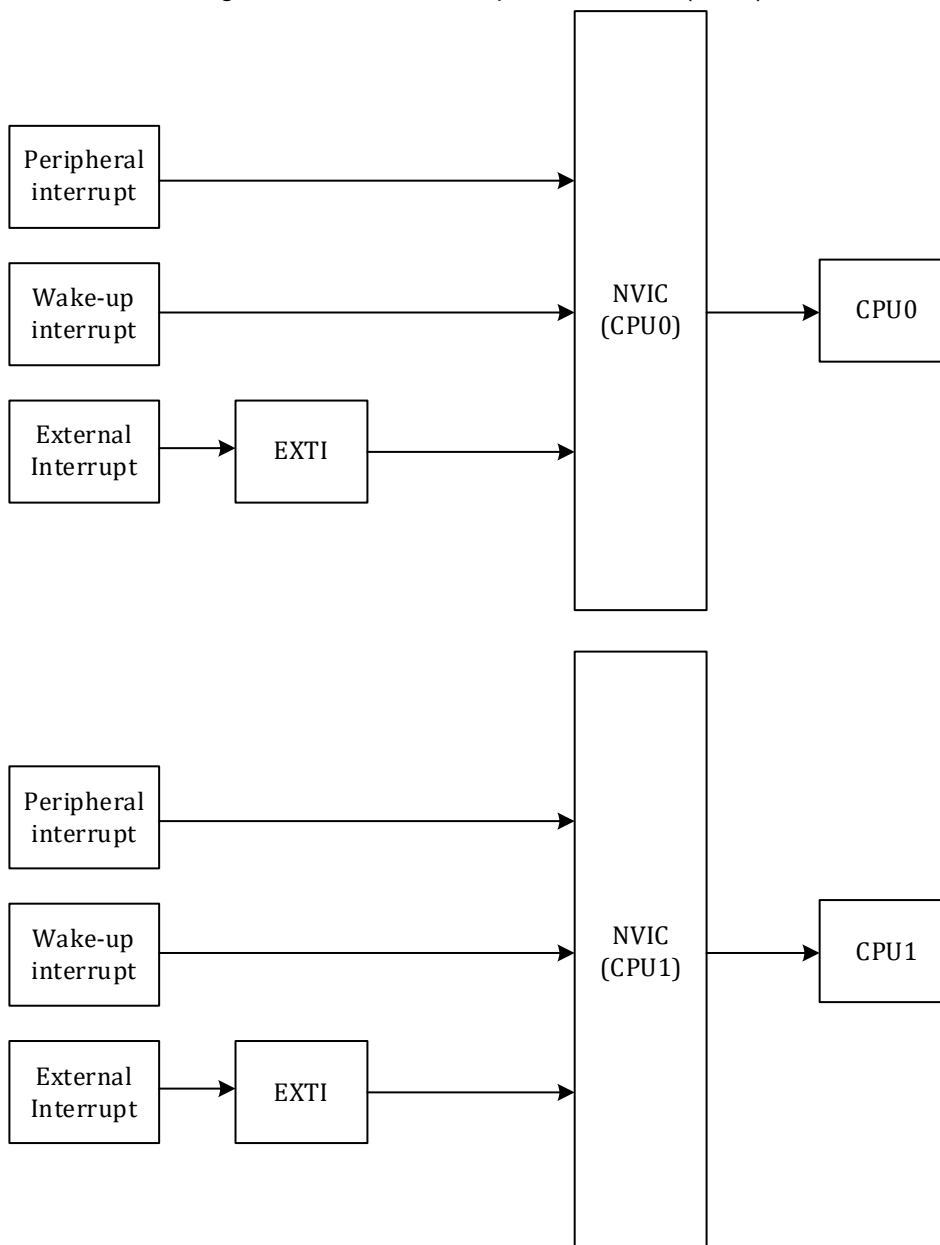 Peripheral
interrupt
Wake-up
interrupt
External
Interrupt
EXTI
NVIC
(CPU0)
CPU0
Peripheral
interrupt
Wake-up
interrupt
External
Interrupt
EXTI
NVIC
(CPU1)
CPU1